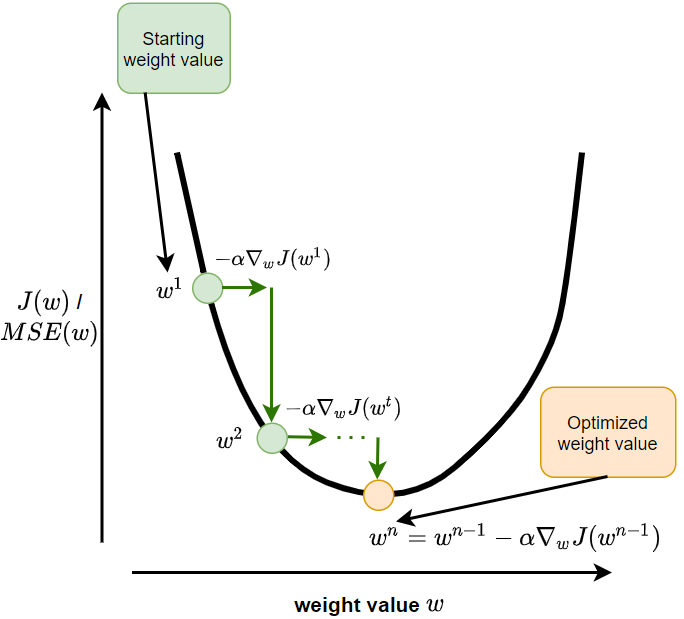 Starting
weight value
$-\alpha\nabla_w J(w^1)$
$w^1$
$J(w)$ /
$MSE(w)$
$-\alpha\nabla_w J(w^t)$
$w^2$
...
Optimized
weight value
$w^n = w^{n-1} - \alpha\nabla_w J(w^{n-1})$
weight value $w$